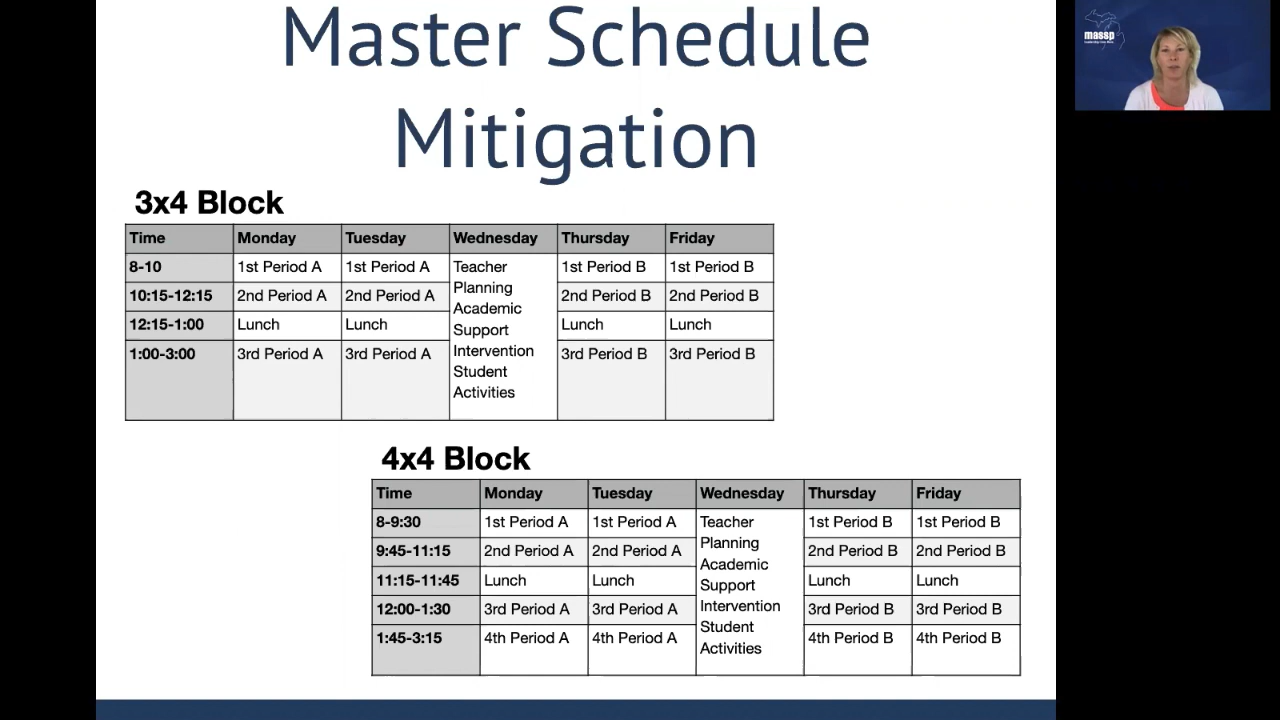 Master Schedule
Mitigation
massp
3x4 Block
Time Monday Tuesday Wednesday Thursday Friday
8-10 1st Period A 1st Period A Teacher 1st Period B 1st Period B
Planning
10:15-12:15 2nd Period A 2nd Period A 2nd Period B 2nd Period B
Academic
12:15-1:00 Lunch Lunch Support Lunch Lunch
1:00-3:00 3rd Period A 3rd Period A Intervention 3rd Period B 3rd Period B
Student
Activities
4x4 Block
Time Monday Tuesday Wednesday Thursday Friday
8-9:30 1st Period A 1st Period A Teacher 1st Period B 1st Period B
Planning
9:45-11:15 2nd Period A 2nd Period A 2nd Period B 2nd Period B
Academic
11:15-11:45 Lunch Lunch Support Lunch Lunch
12:00-1:30 3rd Period A 3rd Period A Intervention 3rd Period B 3rd Period B
Student
1:45-3:15 4th Period A 4th Period A 4th Period B 4th Period B
Activities